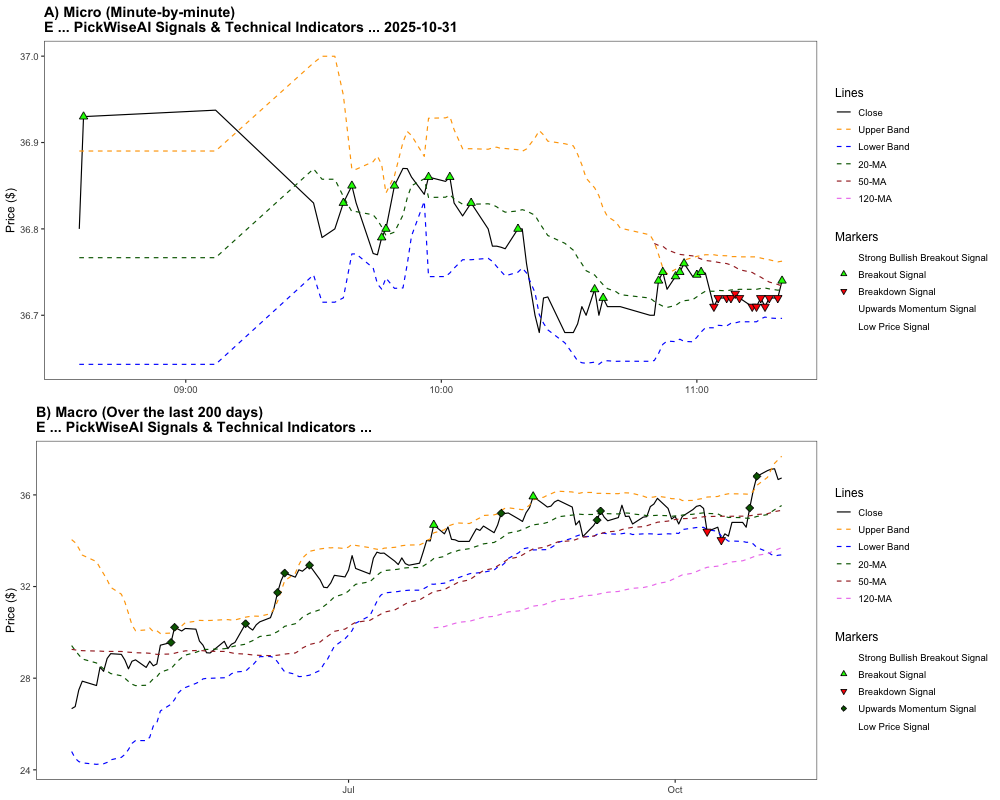 A) Micro (Minute-by-minute)
E ... PickWiseAI Signals & Technical Indicators ... 2025-10-31
Price ($)
37.0
36.9
36.8
36.7
09:00
10:00
11:00
Lines
Close
Upper Band
Lower Band
20-MA
50-MA
120-MA
Markers
Strong Bullish Breakout Signal
Breakout Signal
Breakdown Signal
Upwards Momentum Signal
Low Price Signal
B) Macro (Over the last 200 days)
E ... PickWiseAI Signals & Technical Indicators ...
Price ($)
36
32
28
24
Jul
Oct
Lines
Close
Upper Band
Lower Band
20-MA
50-MA
120-MA
Markers
Strong Bullish Breakout Signal
Breakout Signal
Breakdown Signal
Upwards Momentum Signal
Low Price Signal